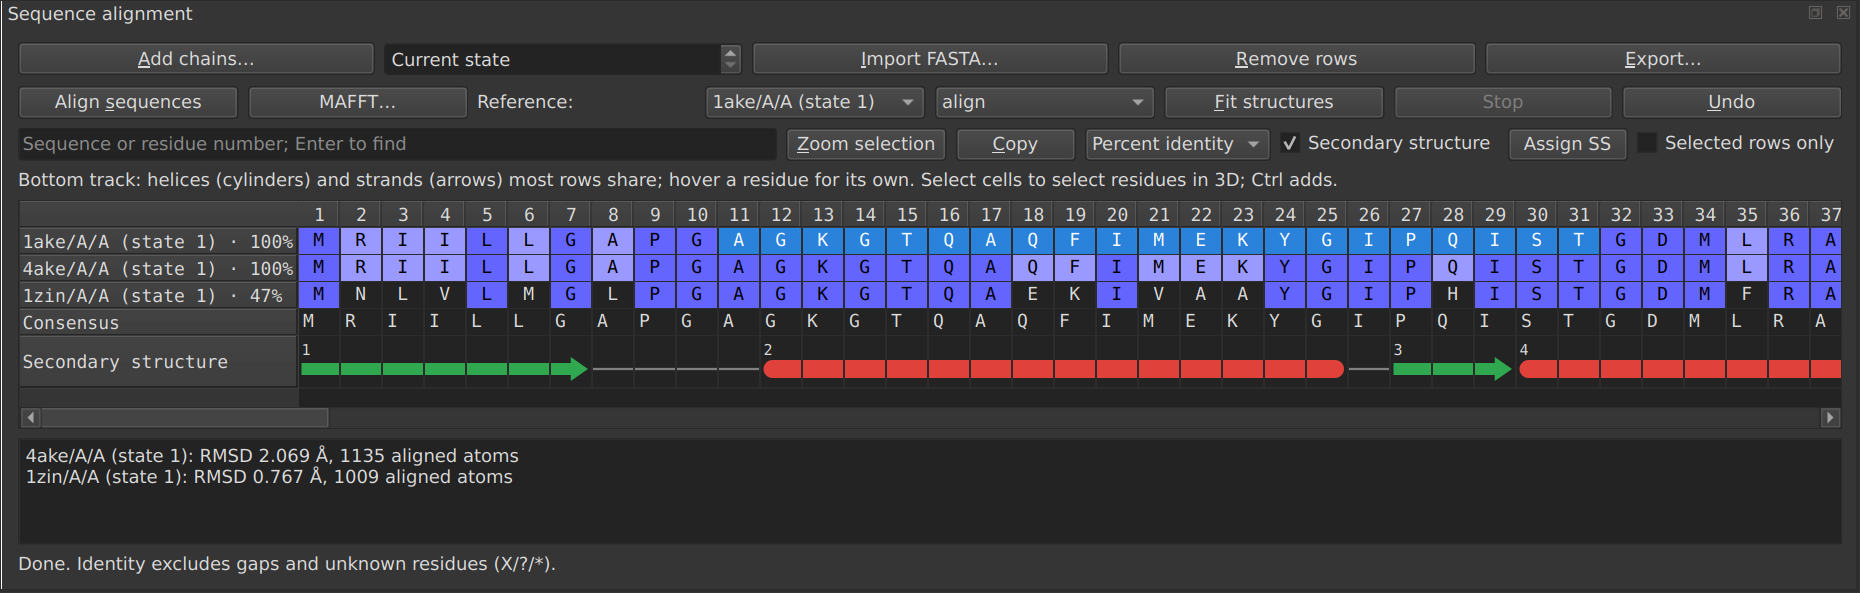 Sequence alignment
Add chains... Current state Import FASTA... Remove rows Export...
Align sequences MAFFT... Reference: 1ake/A/A (state 1) align Fit structures Stop Undo
Sequence or residue number; Enter to find Zoom selection Copy Percent identity Secondary structure Assign SS Selected rows only
Bottom track: helices (cylinders) and strands (arrows) most rows share; hover a residue for its own. Select cells to select residues in 3D; Ctrl adds.
1 2 3 4 5 6 7 8 9 10 11 12 13 14 15 16 17 18 19 20 21 22 23 24 25 26 27 28 29 30 31 32 33 34 35 36 37
1ake/A/A (state 1) · 100% M R I I L L G A P G A G K G T Q A Q F I M E K Y G I P Q I S T G D M L R A
4ake/A/A (state 1) · 100% M R I I L L G A P G A G K G T Q A Q F I M E K Y G I P Q I S T G D M L R A
1zin/A/A (state 1) · 47% M N L V L M G L P G A G K G T Q A E K I V A A Y G I P H I S T G D M F R A
Consensus M R I I L L G A P G A G K G T Q A Q F I M E K Y G I P Q I S T G D M L R A
Secondary structure 1 2 3 4
4ake/A/A (state 1): RMSD 2.069 Å, 1135 aligned atoms
1zin/A/A (state 1): RMSD 0.767 Å, 1009 aligned atoms
Done. Identity excludes gaps and unknown residues (X/?/*).